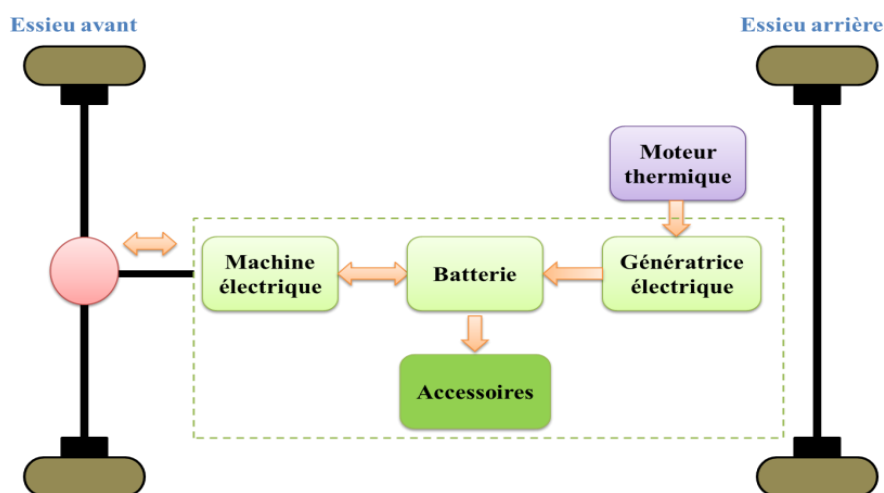 Essieu avant
Essieu arrière
Moteur
thermique
Machine
électrique
Batterie
Génératrice
électrique
Accessoires